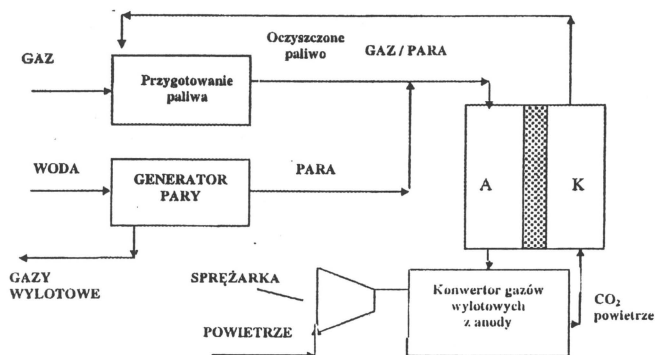 Oczyszczone
paliwo
GAZ / PARA
GAZ
Przygotowanie
paliwa
WODA
GENERATOR
PARY
PARA
A
K
GAZY
WYLOTOWE
SPRĘŻARKA
POWIETRZE
Konwertor gazów
wylotowych
z anody
CO₂
powietrze